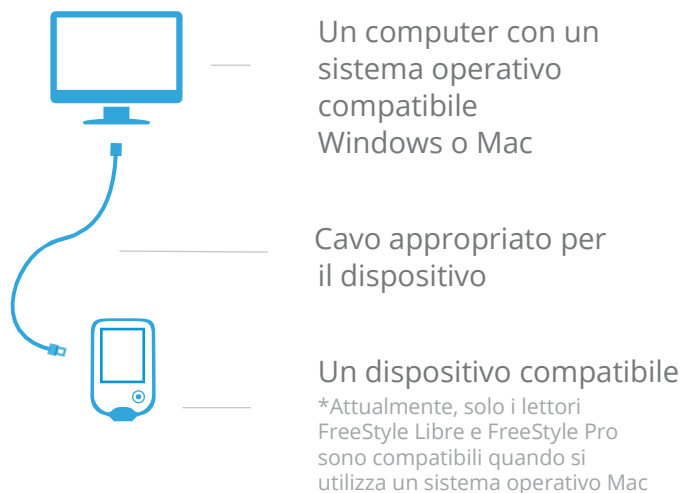 Un computer con un
sistema operativo
compatibile
Windows o Mac
Cavo appropriato per
il dispositivo
Un dispositivo compatibile
*Attualmente, solo i lettori
FreeStyle Libre e FreeStyle Pro
sono compatibili quando si
utilizza un sistema operativo Mac